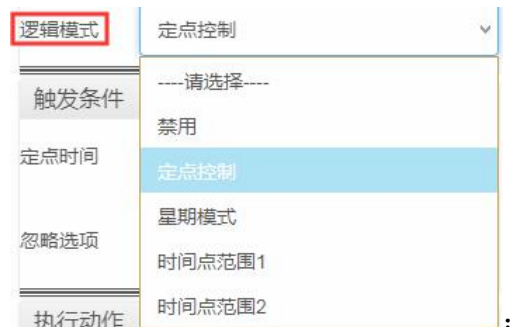 逻辑模式 定点控制
----请选择----
触发条件
禁用
定点时间
定点控制
星期模式
忽略选项
时间点范围1
时间点范围2
执行动作
;